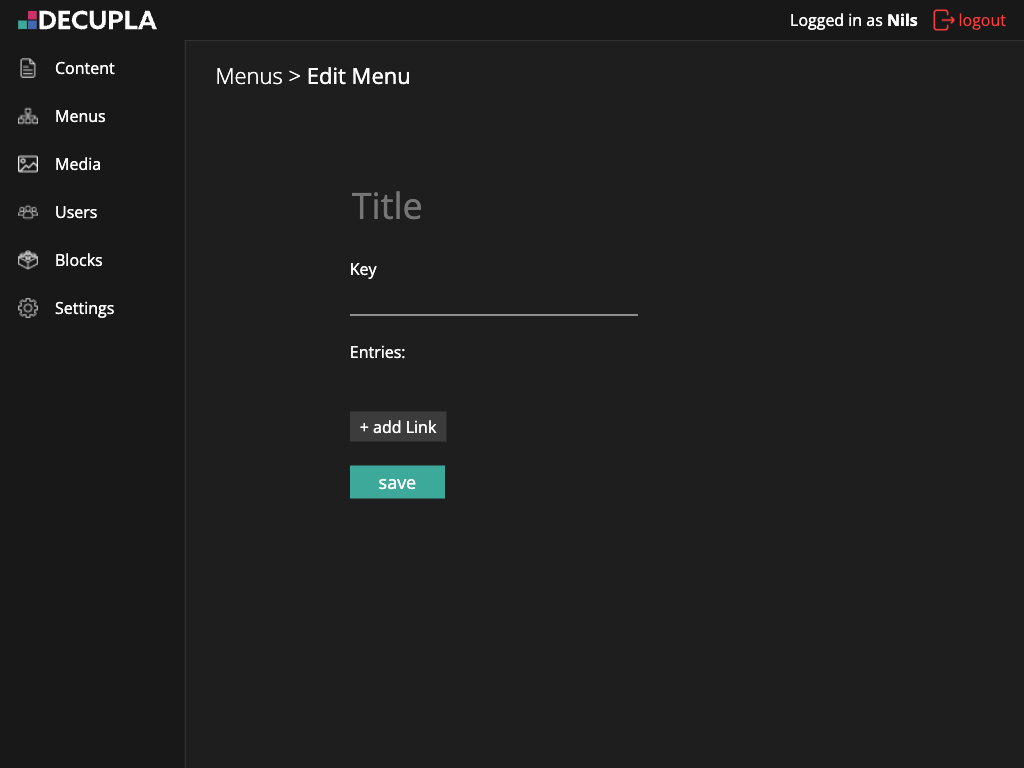 DECUPLA
Logged in as Nils
logout
Content
Menus
Media
Users
Blocks
Settings
Menus > Edit Menu
Title
Key
Entries:
+ add Link
save